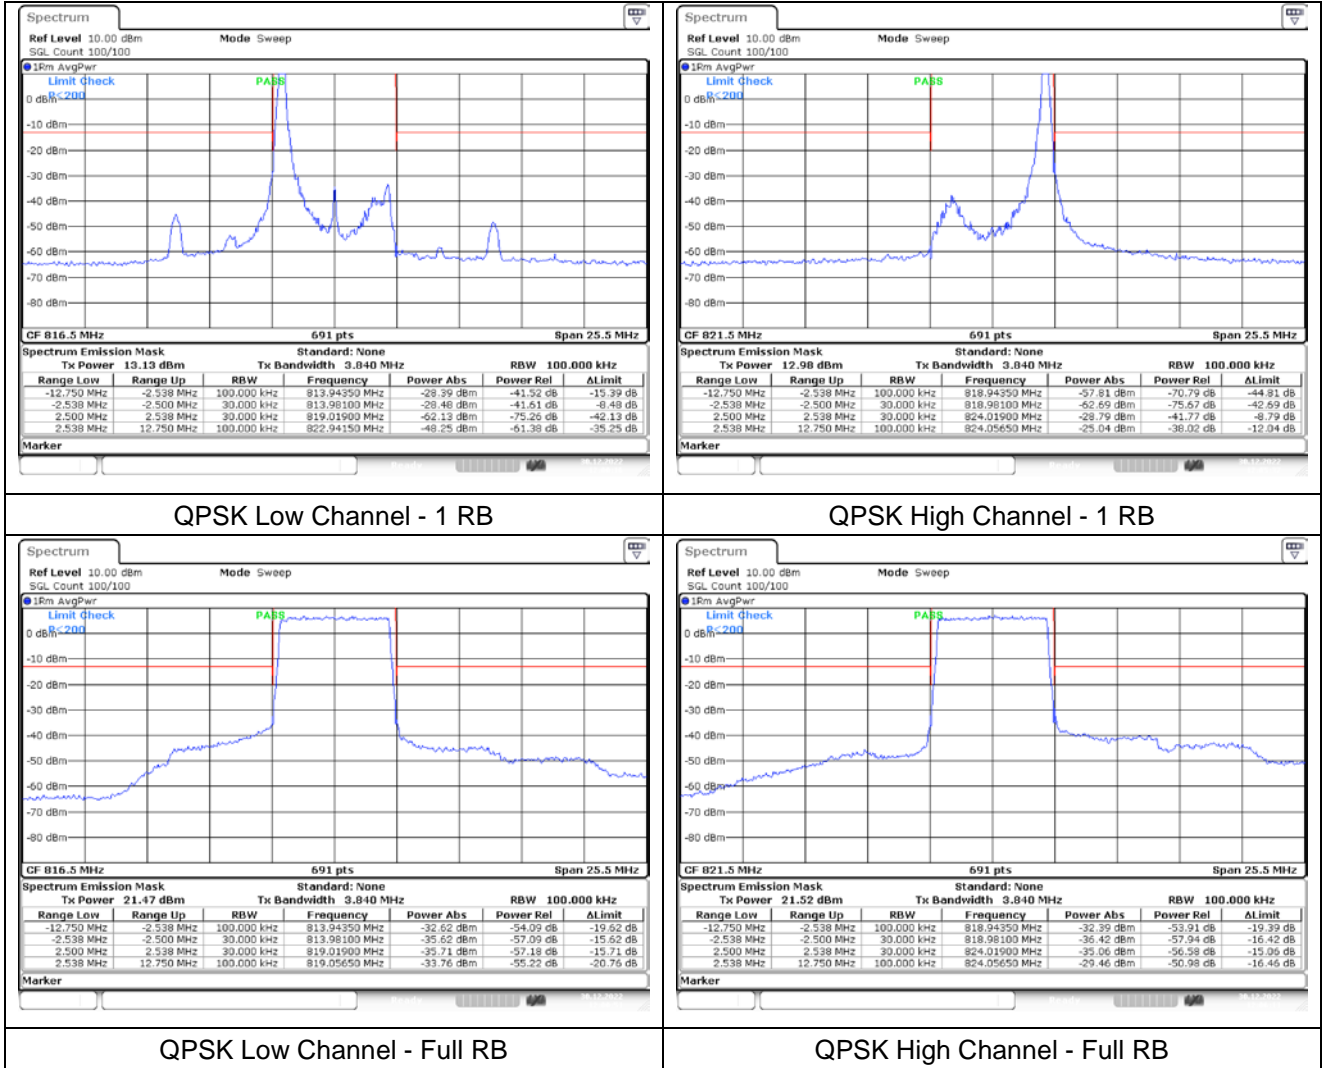 Spectrum
Ref Level 10.00 dBm Mode Sweep
SGL Count 100/100
1Rm AvgPwr
Limit Check PASS
P<200
0 dBm
-10 dBm
-20 dBm
-30 dBm
-40 dBm
-50 dBm
-60 dBm
-70 dBm
-80 dBm
CF 816.5 MHz 691 pts Span 25.5 MHz
Spectrum Emission Mask Standard: None
Tx Power 13.13 dBm Tx Bandwidth 3.840 MHz RBW 100.000 kHz
Range Low Range Up RBW Frequency Power Abs Power Rel ΔLimit
-12.750 MHz -2.538 MHz 100.000 kHz 813.94350 MHz -28.39 dBm -41.52 dB -15.39 dB
-2.538 MHz -2.500 MHz 30.000 kHz 813.98100 MHz -28.48 dBm -41.61 dB -8.48 dB
2.500 MHz 2.538 MHz 30.000 kHz 819.01900 MHz -62.13 dBm -75.26 dB -42.13 dB
2.538 MHz 12.750 MHz 100.000 kHz 822.94150 MHz -48.25 dBm -61.38 dB -35.25 dB
Marker
QPSK Low Channel - 1 RB
Spectrum
Ref Level 10.00 dBm Mode Sweep
SGL Count 100/100
1Rm AvgPwr
Limit Check PASS
P<200
0 dBm
-10 dBm
-20 dBm
-30 dBm
-40 dBm
-50 dBm
-60 dBm
-70 dBm
-80 dBm
CF 821.5 MHz 691 pts Span 25.5 MHz
Spectrum Emission Mask Standard: None
Tx Power 12.98 dBm Tx Bandwidth 3.840 MHz RBW 100.000 kHz
Range Low Range Up RBW Frequency Power Abs Power Rel ΔLimit
-12.750 MHz -2.538 MHz 100.000 kHz 818.94350 MHz -57.81 dBm -70.79 dB -44.81 dB
-2.538 MHz -2.500 MHz 30.000 kHz 818.98100 MHz -62.69 dBm -75.67 dB -42.69 dB
2.500 MHz 2.538 MHz 30.000 kHz 824.01900 MHz -28.79 dBm -41.77 dB -8.79 dB
2.538 MHz 12.750 MHz 100.000 kHz 824.05650 MHz -25.04 dBm -38.02 dB -12.04 dB
Marker
QPSK High Channel - 1 RB
Spectrum
Ref Level 10.00 dBm Mode Sweep
SGL Count 100/100
1Rm AvgPwr
Limit Check PASS
P<200
0 dBm
-10 dBm
-20 dBm
-30 dBm
-40 dBm
-50 dBm
-60 dBm
-70 dBm
-80 dBm
CF 816.5 MHz 691 pts Span 25.5 MHz
Spectrum Emission Mask Standard: None
Tx Power 21.47 dBm Tx Bandwidth 3.840 MHz RBW 100.000 kHz
Range Low Range Up RBW Frequency Power Abs Power Rel ΔLimit
-12.750 MHz -2.538 MHz 100.000 kHz 813.94350 MHz -32.62 dBm -54.09 dB -19.62 dB
-2.538 MHz -2.500 MHz 30.000 kHz 813.98100 MHz -35.62 dBm -57.09 dB -15.62 dB
2.500 MHz 2.538 MHz 30.000 kHz 819.01900 MHz -35.71 dBm -57.18 dB -15.71 dB
2.538 MHz 12.750 MHz 100.000 kHz 819.05650 MHz -33.76 dBm -55.22 dB -20.76 dB
Marker
QPSK Low Channel - Full RB
Spectrum
Ref Level 10.00 dBm Mode Sweep
SGL Count 100/100
1Rm AvgPwr
Limit Check PASS
P<200
0 dBm
-10 dBm
-20 dBm
-30 dBm
-40 dBm
-50 dBm
-60 dBm
-70 dBm
-80 dBm
CF 821.5 MHz 691 pts Span 25.5 MHz
Spectrum Emission Mask Standard: None
Tx Power 21.52 dBm Tx Bandwidth 3.840 MHz RBW 100.000 kHz
Range Low Range Up RBW Frequency Power Abs Power Rel ΔLimit
-12.750 MHz -2.538 MHz 100.000 kHz 818.94350 MHz -32.39 dBm -53.91 dB -19.39 dB
-2.538 MHz -2.500 MHz 30.000 kHz 818.98100 MHz -36.42 dBm -57.94 dB -16.42 dB
2.500 MHz 2.538 MHz 30.000 kHz 824.01900 MHz -35.06 dBm -56.58 dB -15.06 dB
2.538 MHz 12.750 MHz 100.000 kHz 824.05650 MHz -29.46 dBm -50.98 dB -16.46 dB
Marker
QPSK High Channel - Full RB